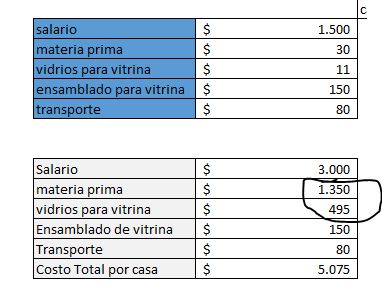 c
salario $ 1.500
materia prima $ 30
vidrios para vitrina $ 11
ensamblado para vitrina $ 150
transporte $ 80
Salario $ 3.000
materia prima $ 1.350
vidrios para vitrina $ 495
Ensamblado de vitrina $ 150
Transporte $ 80
Costo Total por casa $ 5.075